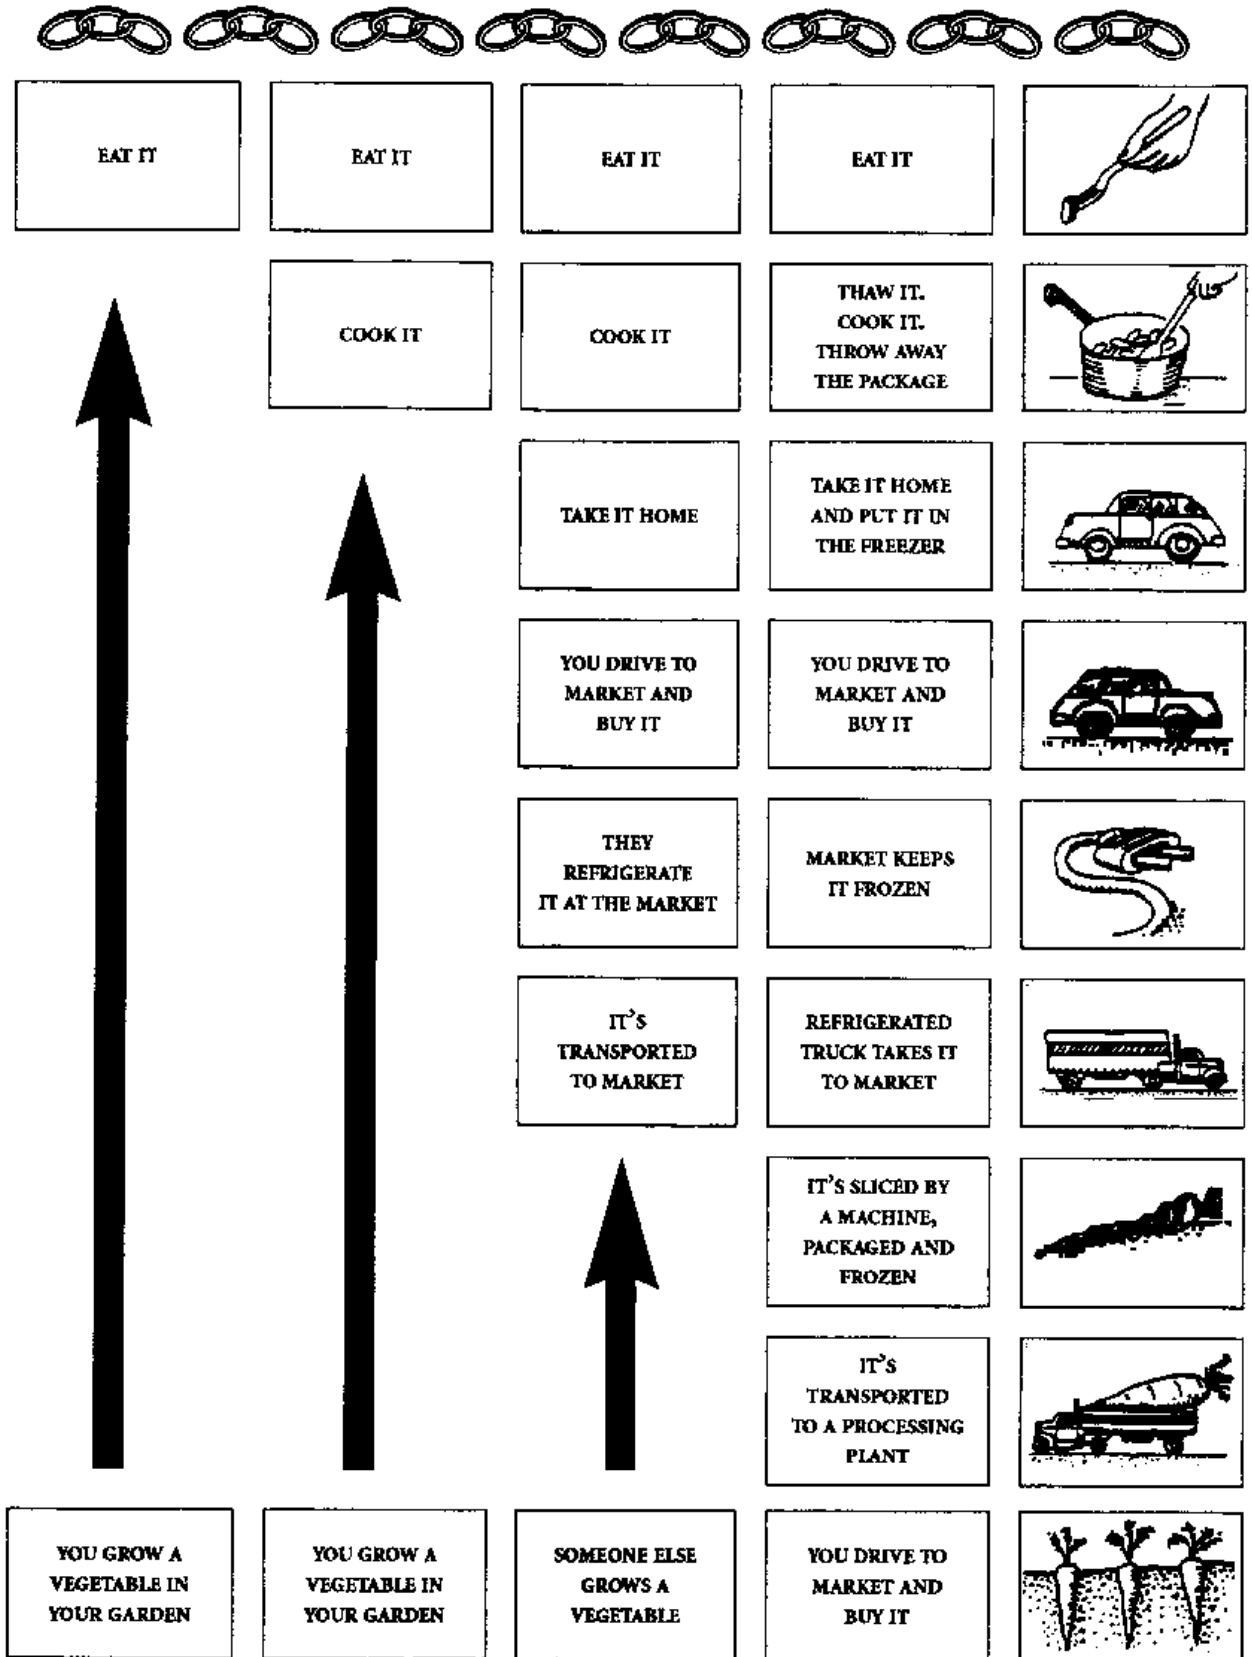 EAT IT
EAT IT
EAT IT
EAT IT
COOK IT
COOK IT
THAW IT.
COOK IT.
THROW AWAY
THE PACKAGE
TAKE IT HOME
TAKE IT HOME
AND PUT IT IN
THE FREEZER
YOU DRIVE TO
MARKET AND
BUY IT
YOU DRIVE TO
MARKET AND
BUY IT
THEY
REFRIGERATE
IT AT THE MARKET
MARKET KEEPS
IT FROZEN
IT'S
TRANSPORTED
TO MARKET
REFRIGERATED
TRUCK TAKES IT
TO MARKET
IT'S SLICED BY
A MACHINE,
PACKAGED AND
FROZEN
IT'S
TRANSPORTED
TO A PROCESSING
PLANT
YOU GROW A
VEGETABLE IN
YOUR GARDEN
YOU GROW A
VEGETABLE IN
YOUR GARDEN
SOMEONE ELSE
GROWS A
VEGETABLE
YOU DRIVE TO
MARKET AND
BUY IT